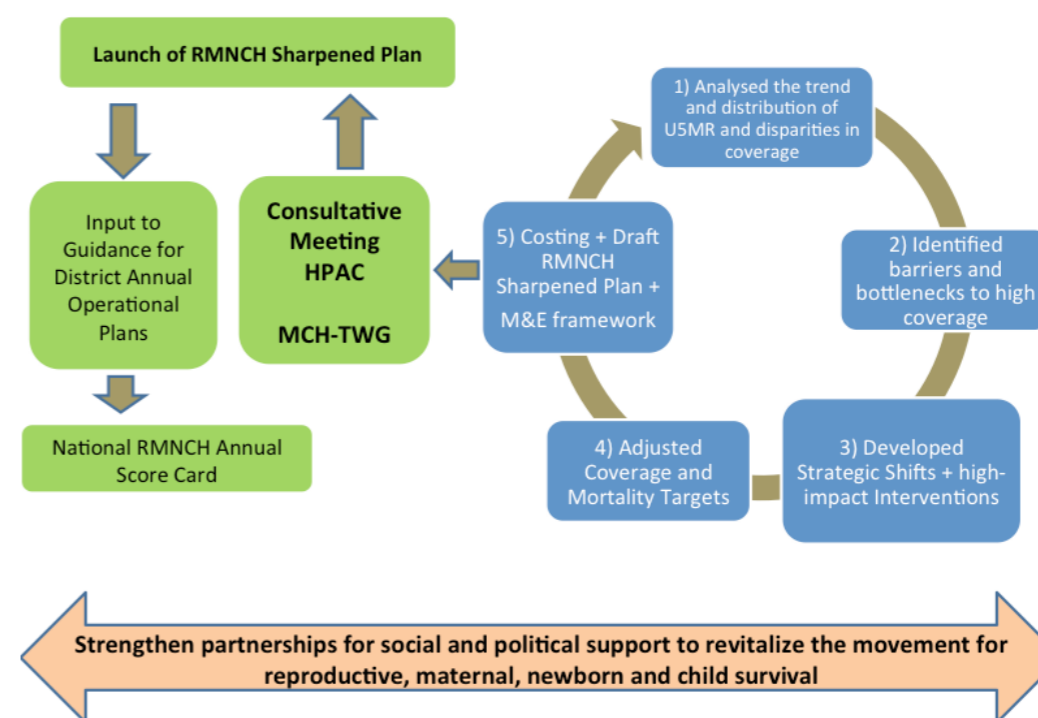 Launch of RMNCH Sharpened Plan
Input to
Guidance for
District Annual
Operational
Plans
National RMNCH Annual
Score Card
Consultative
Meeting
HPAC
MCH-TWG
1) Analysed the trend
and distribution of
U5MR and disparities in
coverage
2) Identified
barriers and
bottlenecks to high
coverage
3) Developed
Strategic Shifts + high-
impact Interventions
4) Adjusted
Coverage and
Mortality Targets
5) Costing + Draft
RMNCH
Sharpened Plan +
M&E framework
Strengthen partnerships for social and political support to revitalize the movement for
reproductive, maternal, newborn and child survival